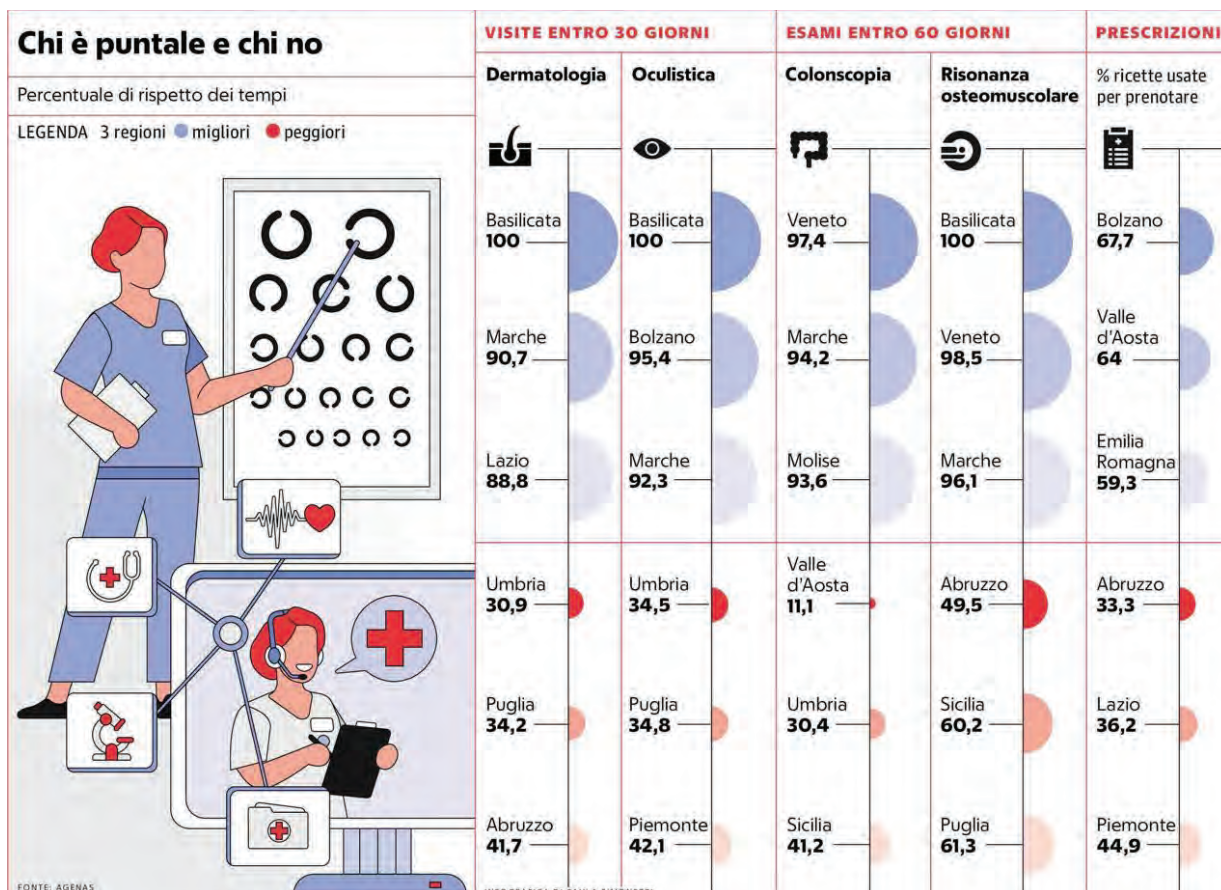 Chi è puntale e chi no
Percentuale di rispetto dei tempi
LEGENDA 3 regioni migliori peggiori
FONTE: AGENAS
VISITE ENTRO 30 GIORNI
Dermatologia
Basilicata
100
Marche
90,7
Lazio
88,8
Umbria
30,9
Puglia
34,2
Abruzzo
41,7
Oculistica
Basilicata
100
Bolzano
95,4
Marche
92,3
Umbria
34,5
Puglia
34,8
Piemonte
42,1
ESAMI ENTRO 60 GIORNI
Colonscopia
Veneto
97,4
Marche
94,2
Molise
93,6
Valle
d'Aosta
11,1
Umbria
30,4
Sicilia
41,2
Risonanza
osteomuscolare
Basilicata
100
Veneto
98,5
Marche
96,1
Abruzzo
49,5
Sicilia
60,2
Puglia
61,3
PRESCRIZIONI
% ricette usate
per prenotare
Bolzano
67,7
Valle
d'Aosta
64
Emilia
Romagna
59,3
Abruzzo
33,3
Lazio
36,2
Piemonte
44,9